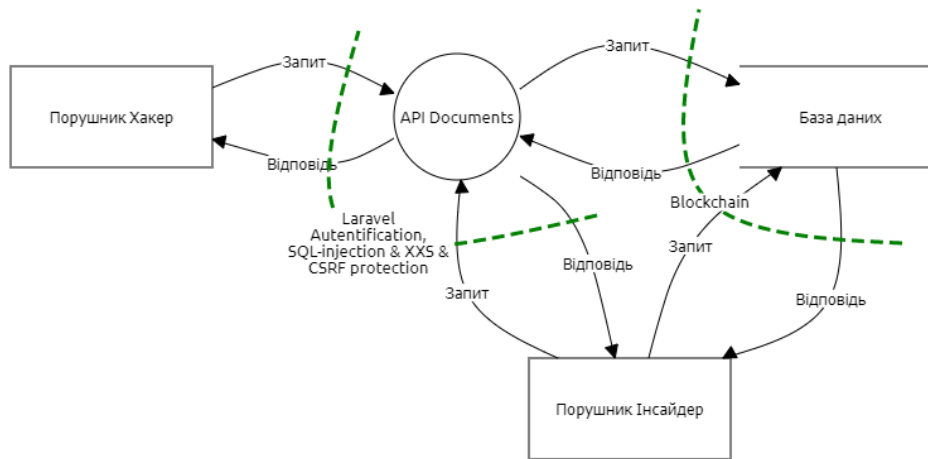 Запит
Запит
Порушник Хакер
API Documents
База даних
Відповідь
Відповідь
Blockchain
Laravel
Autentification,
SQL-injection & XXS &
CSRF protection
Запит
Відповідь
Запит
Відповідь
Порушник Інсайдер